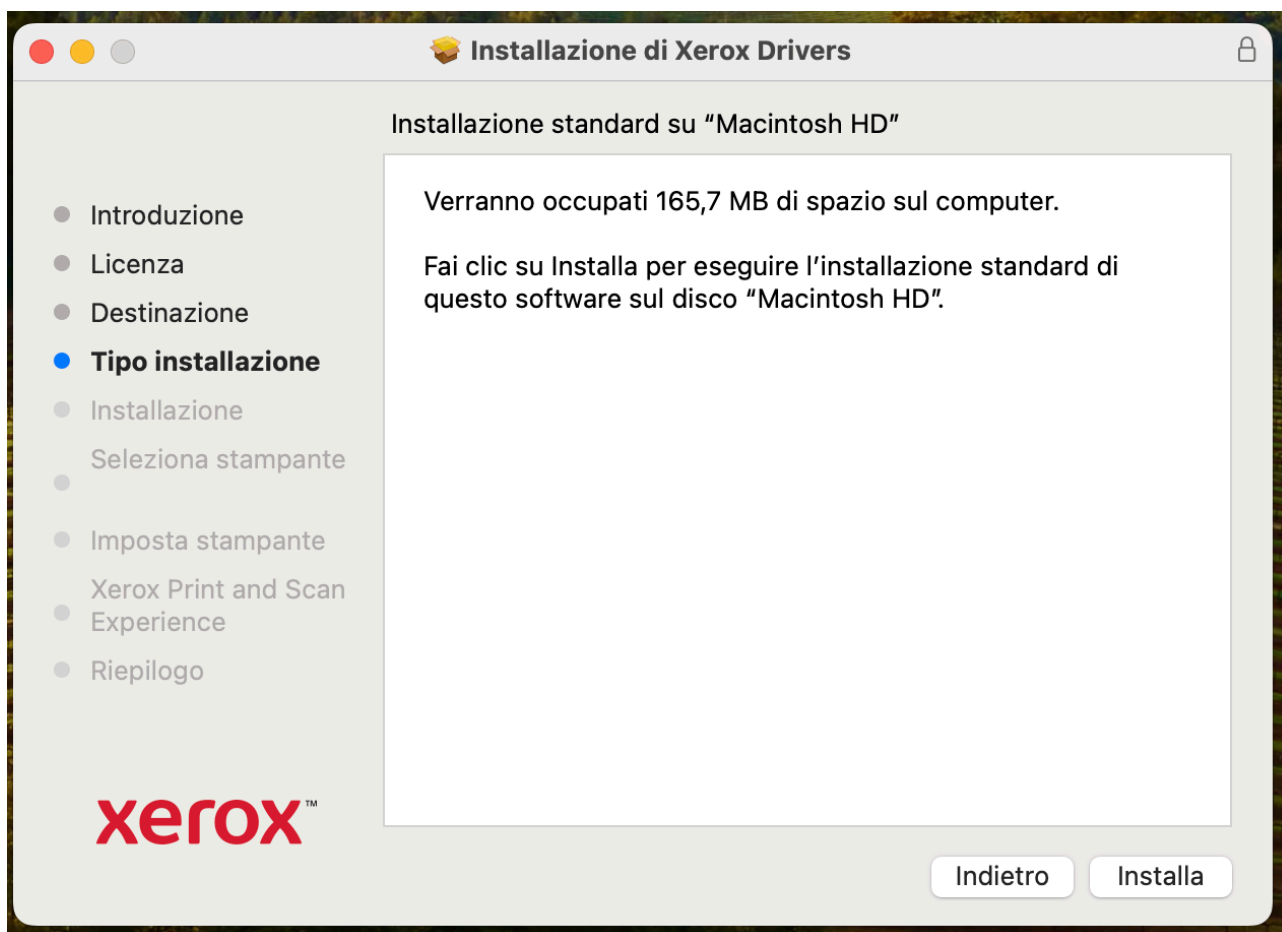 Installazione di Xerox Drivers
Installazione standard su “Macintosh HD”
Introduzione
Licenza
Destinazione
Tipo installazione
Installazione
Seleziona stampante
Imposta stampante
Xerox Print and Scan
Experience
Riepilogo
Verranno occupati 165,7 MB di spazio sul computer.
Fai clic su Installa per eseguire l’installazione standard di
questo software sul disco “Macintosh HD”.
xerox™
Indietro
Installa